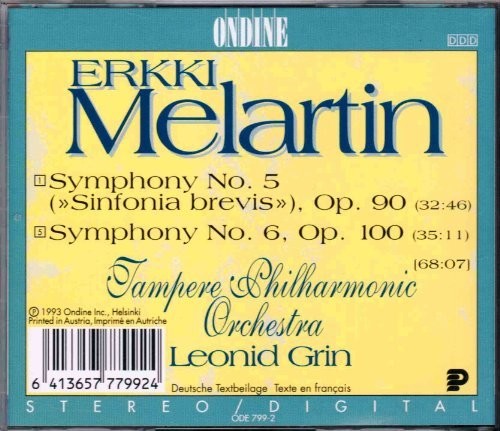 ONDINE
DDD
ERKKI
Melartin
1 Symphony No. 5
(»Sinfonia brevis»), Op. 90 (32:46)
5 Symphony No. 6, Op. 100 (35:11)
[68:07]
Tampere Philharmonic
Orchestra
Leonid Grin
℗ 1993 Ondine Inc., Helsinki
Printed in Austria, Imprimé en Autriche
6 413657 779924
Deutsche Textbeilage Texte en français
STEREO/DIGITAL
ODE 799-2